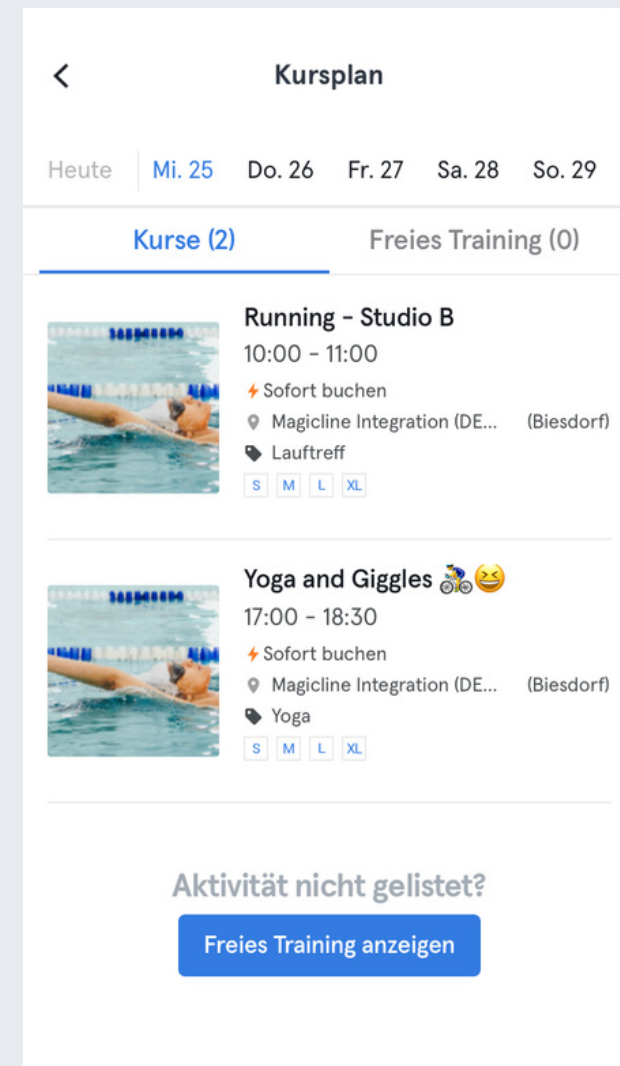 Kursplan
Heute Mi. 25 Do. 26 Fr. 27 Sa. 28 So. 29
Kurse (2) Freies Training (0)
Running - Studio B
10:00 - 11:00
Sofort buchen
Magicline Integration (DE... (Biesdorf)
Lauftreff
S M L XL
Yoga and Giggles 🚴😆
17:00 - 18:30
Sofort buchen
Magicline Integration (DE... (Biesdorf)
Yoga
S M L XL
Aktivität nicht gelistet?
Freies Training anzeigen